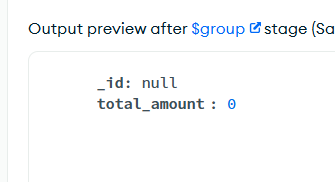 Output preview after $group stage (Sa
_id: null
total_amount : 0